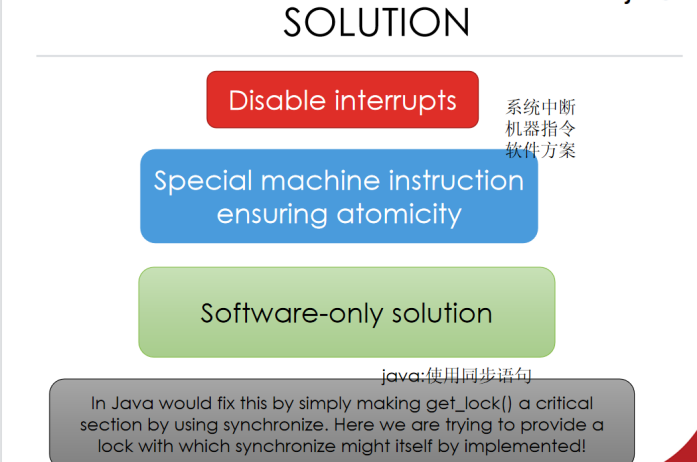 SOLUTION
Disable interrupts
系统中断
机器指令
软件方案
Special machine instruction
ensuring atomicity
Software-only solution
java:使用同步语句
In Java would fix this by simply making get_lock() a critical
section by using synchronize. Here we are trying to provide a
lock with which synchronize might itself by implemented!